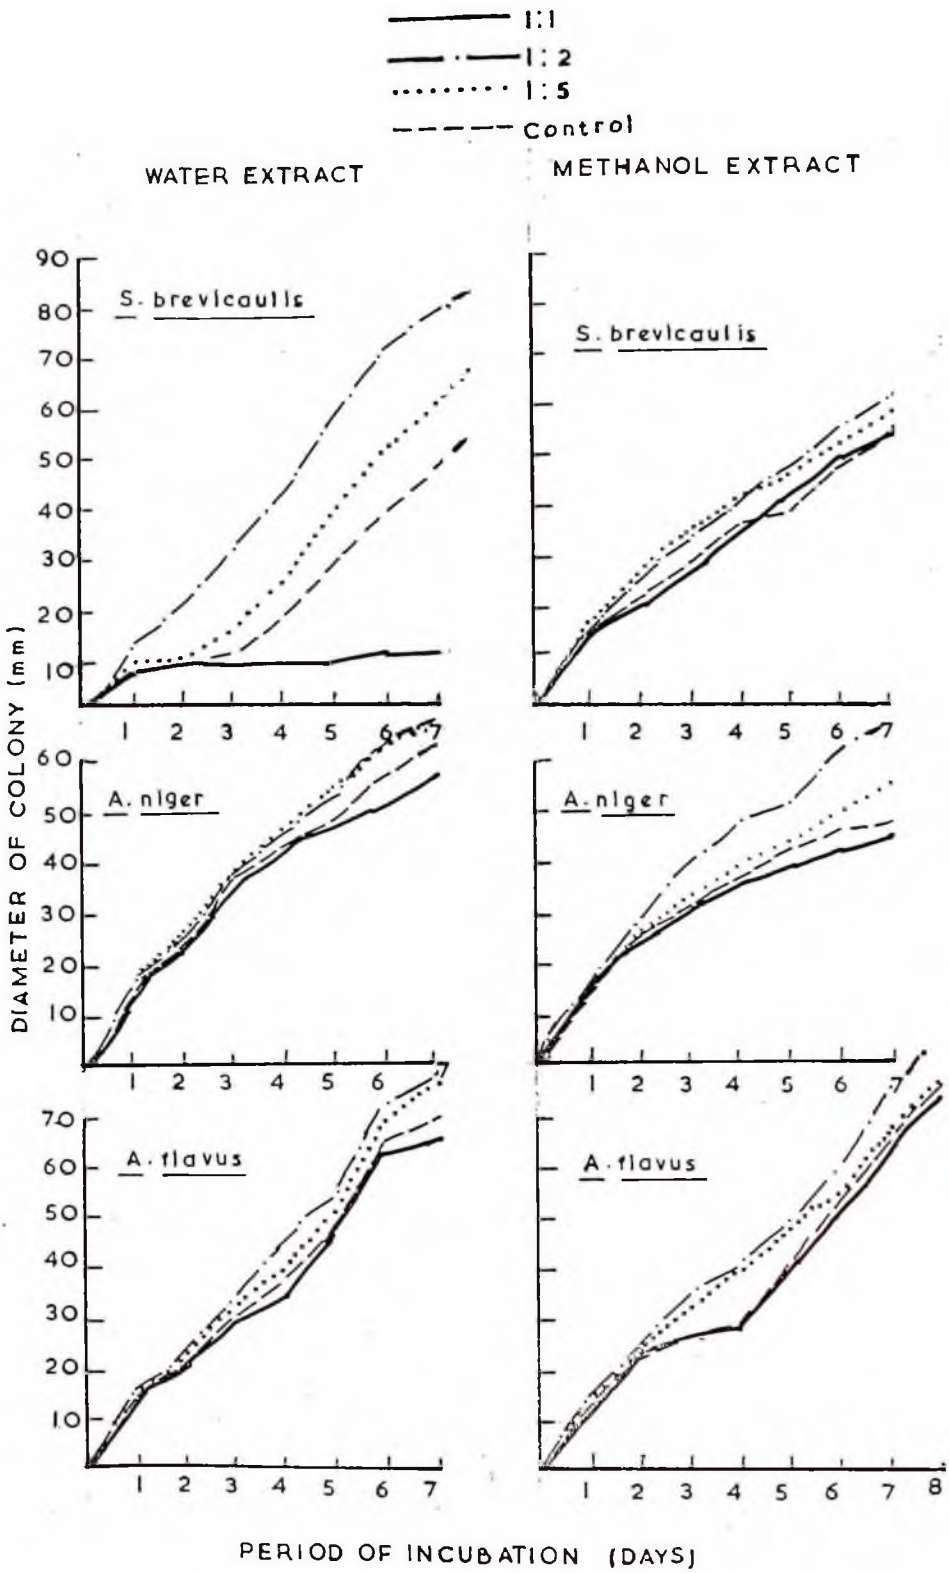 1:1
1:2
1:5
Control
WATER EXTRACT
METHANOL EXTRACT
DIAMETER OF COLONY (mm)
90
80
70
60
50
40
30
20
10
S. brevicaulis
1 2 3 4 5 6 7
S. brevicaulis
1 2 3 4 5 6 7
60
50
40
30
20
10
A. niger
1 2 3 4 5 6 7
A. niger
1 2 3 4 5 6 7
70
60
50
40
30
20
10
A. flavus
1 2 3 4 5 6 7
A. flavus
1 2 3 4 5 6 7 8
PERIOD OF INCUBATION (DAYS)